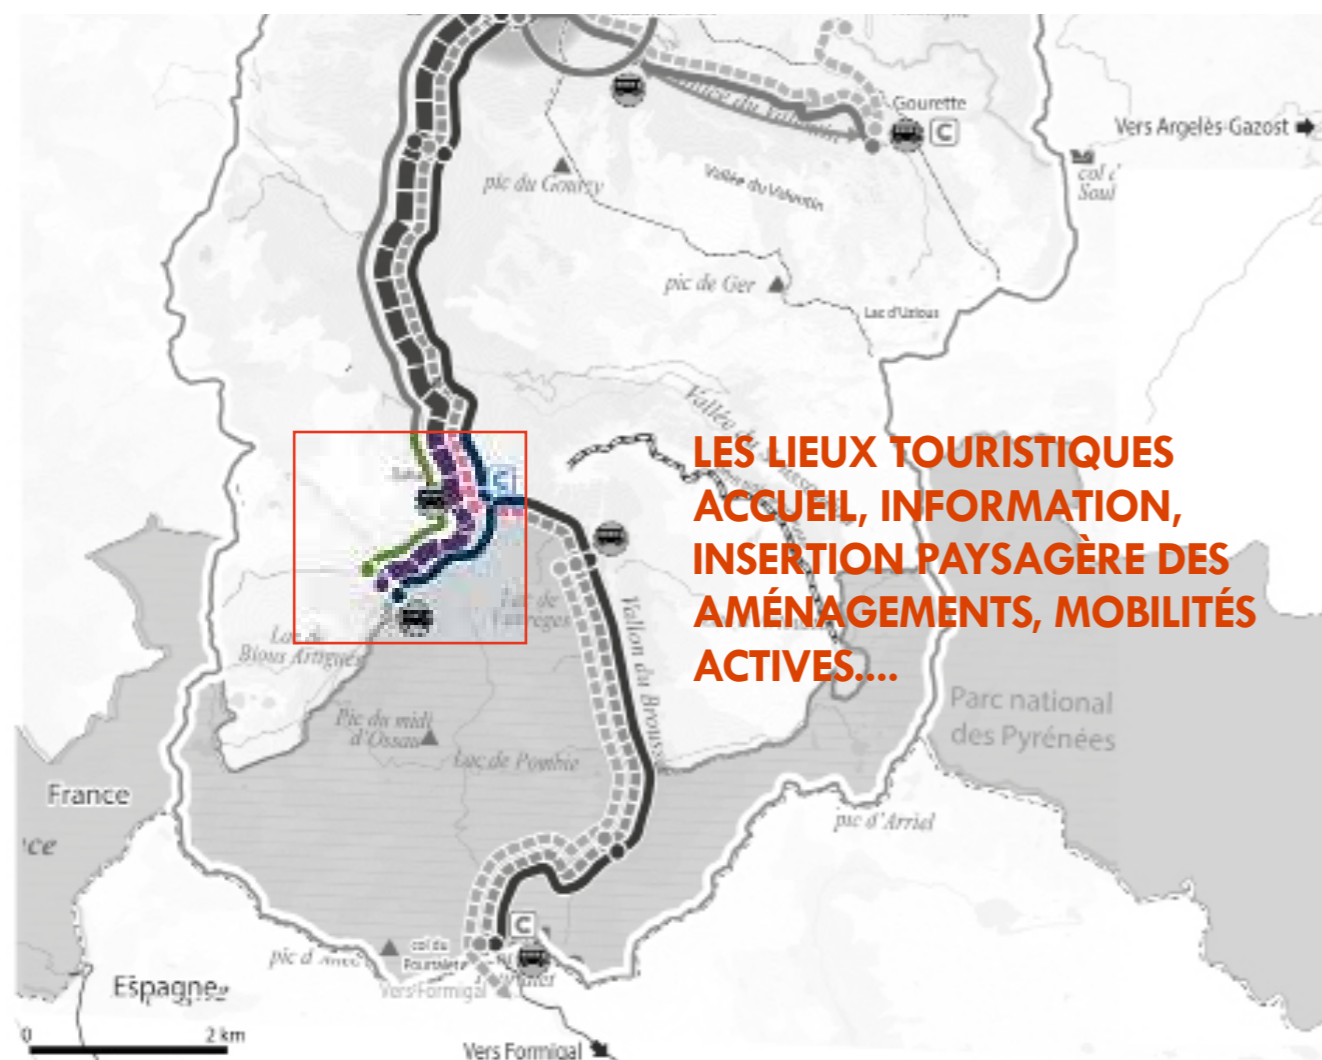 Gourette
C
Vers Argelès-Gazost
col d
Soul
pic du Gourzy
Vallée du Valentin
pic de Ger
Lac d'Uzious
LES LIEUX TOURISTIQUES
ACCUEIL, INFORMATION,
INSERTION PAYSAGÈRE DES
AMÉNAGEMENTS, MOBILITÉS
ACTIVES....
Lac de
Bious Artigues
Vallon du Brousset
Parc national
des Pyrénées
Pic du midi
d'Ossau
Lac de Pombie
France
pic d'Arriel
C
col du
Pourtalet
Vers Formigal
Espagne
0 2 km
Vers Formigal